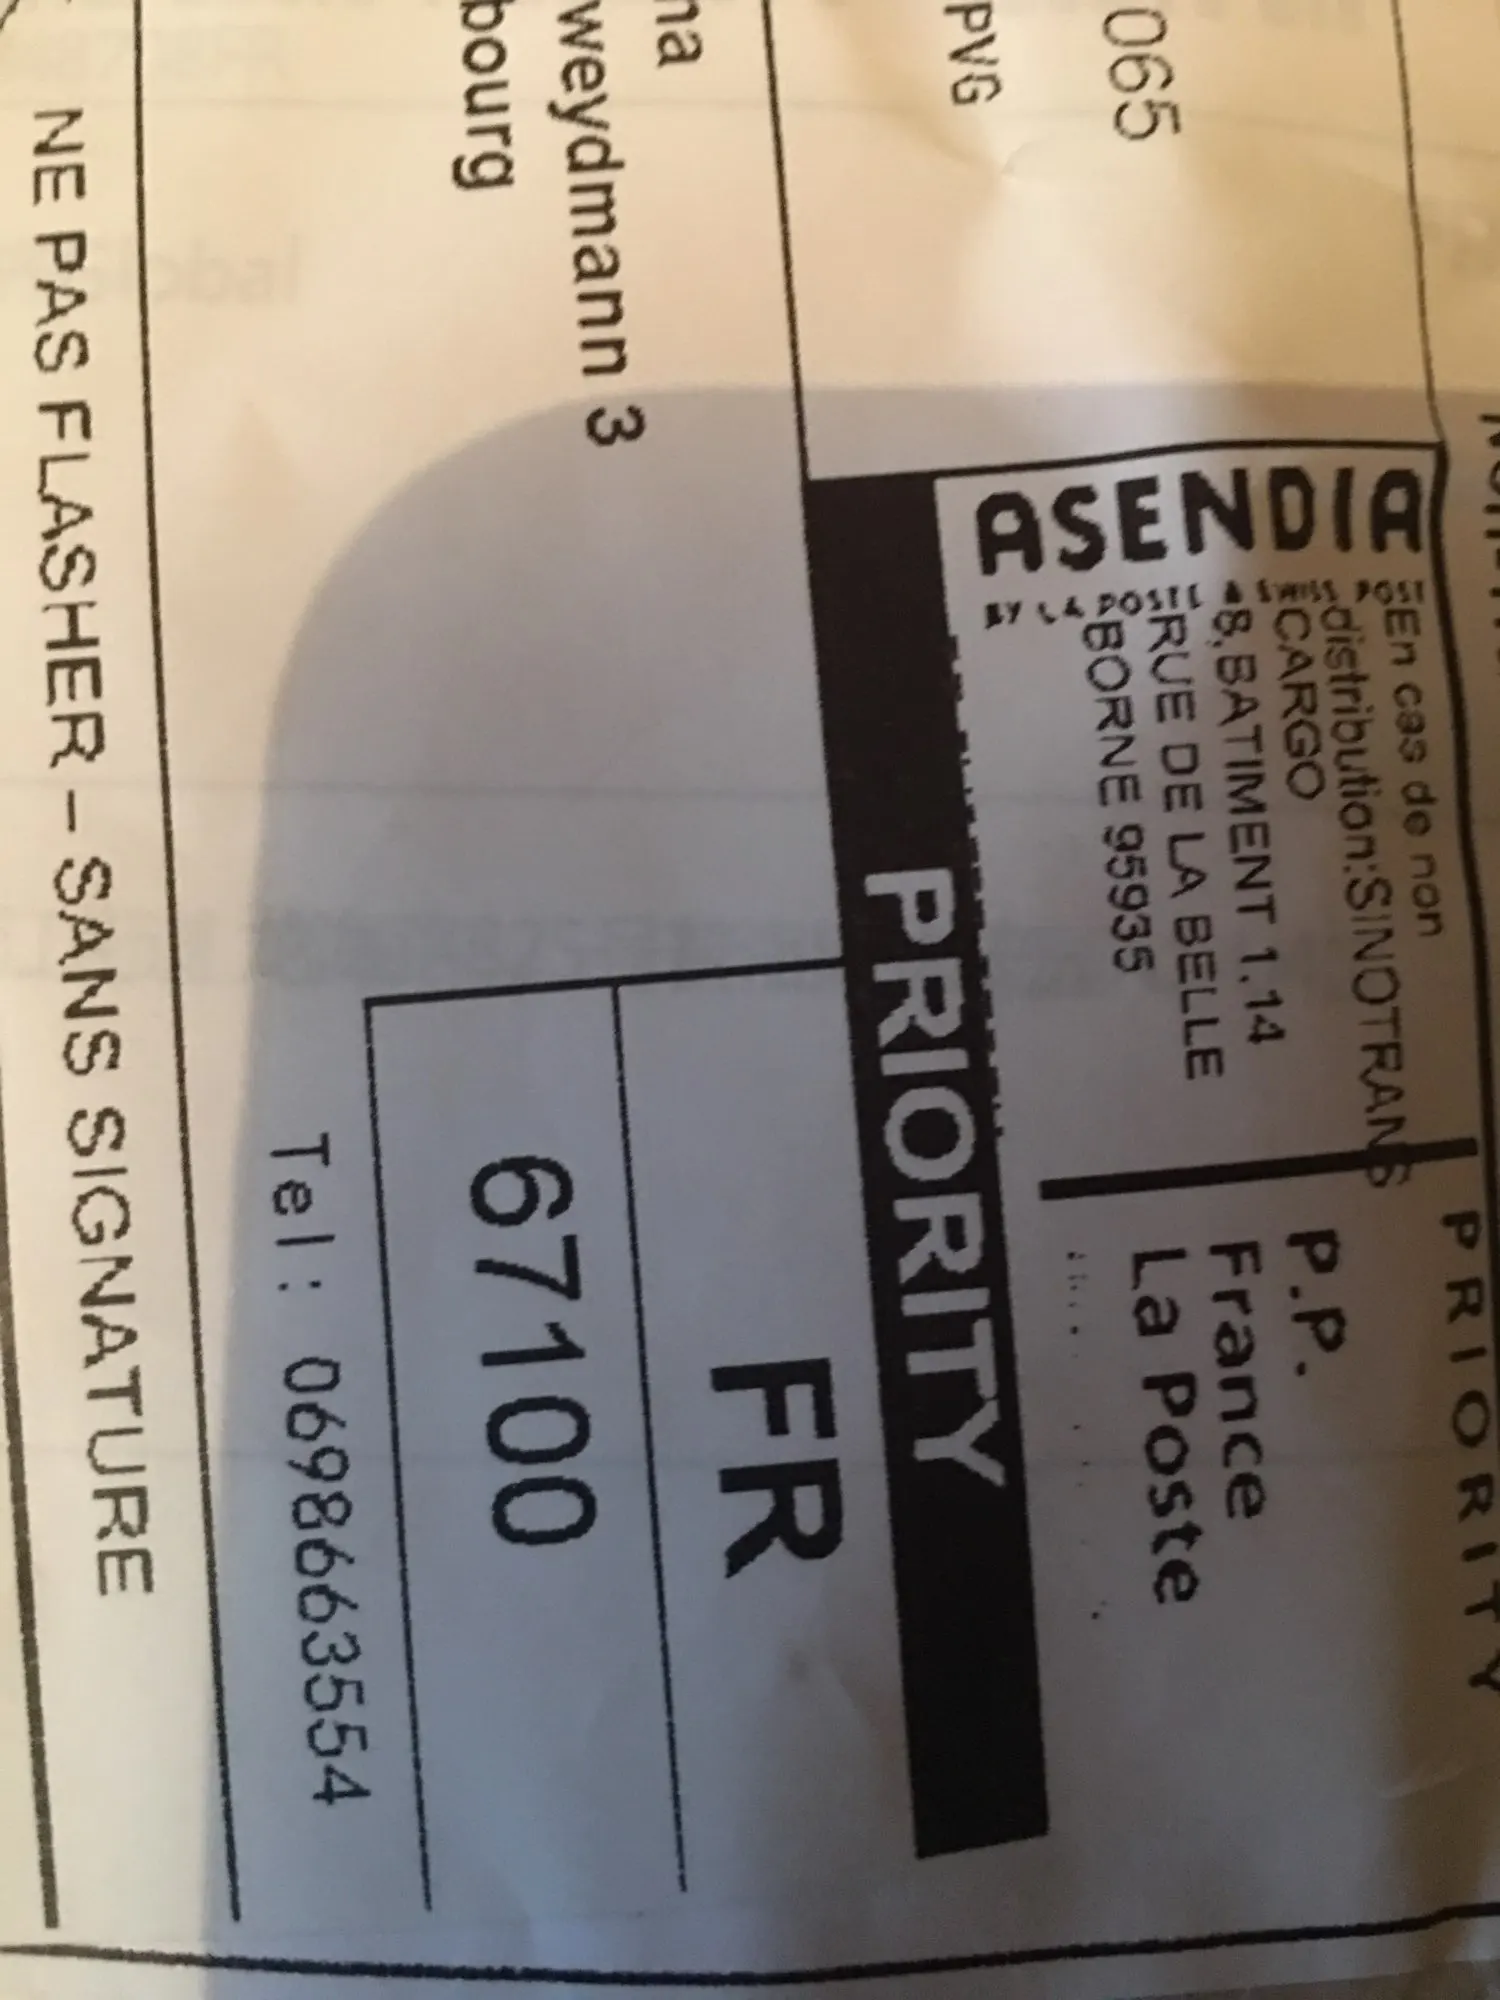 PRIORITY
ASENDIA
BY LA POSTE & SWISS POST
En cas de non
distribution:SINOTRANS
CARGO
8,BATIMENT 1.14
RUE DE LA BELLE
BORNE 95935
P.P.
France
La Poste
065
PVG
PRIORITY
FR
na
weydmann 3
bourg
67100
Tel: 0698663554
NE PAS FLASHER - SANS SIGNATURE